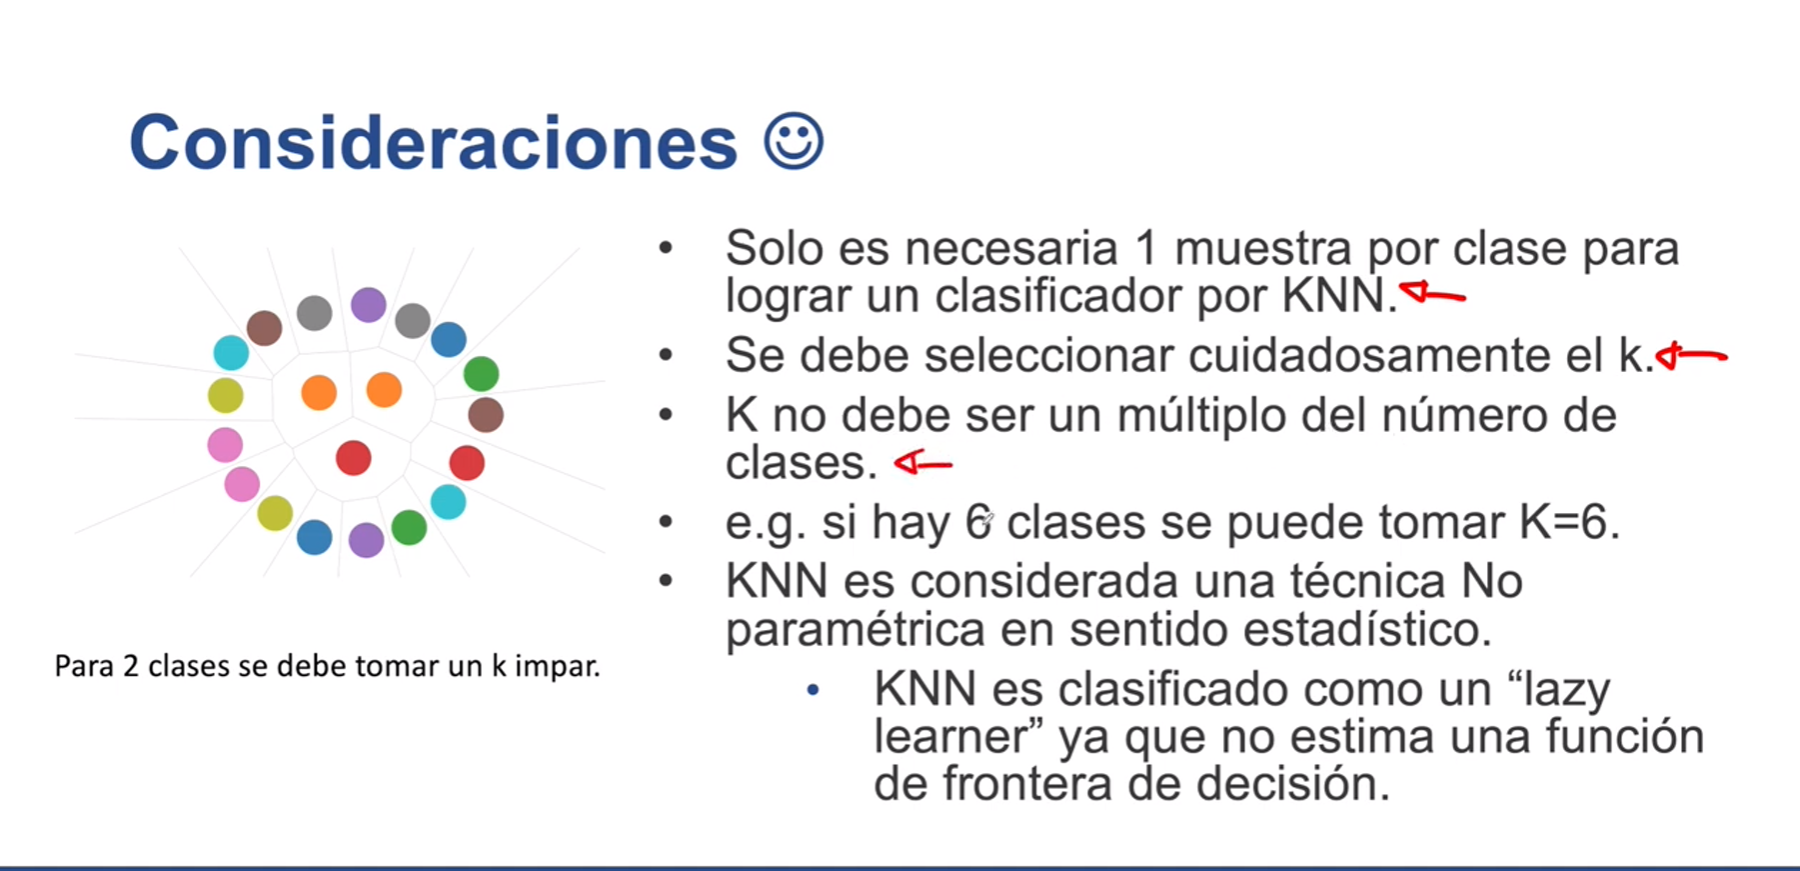 Consideraciones ☺
• Solo es necesaria 1 muestra por clase para
lograr un clasificador por KNN.
• Se debe seleccionar cuidadosamente el k.
• K no debe ser un múltiplo del número de
clases.
• e.g. si hay 6 clases se puede tomar K=6.
• KNN es considerada una técnica No
paramétrica en sentido estadístico.
• KNN es clasificado como un “lazy
learner” ya que no estima una función
de frontera de decisión.
Para 2 clases se debe tomar un k impar.